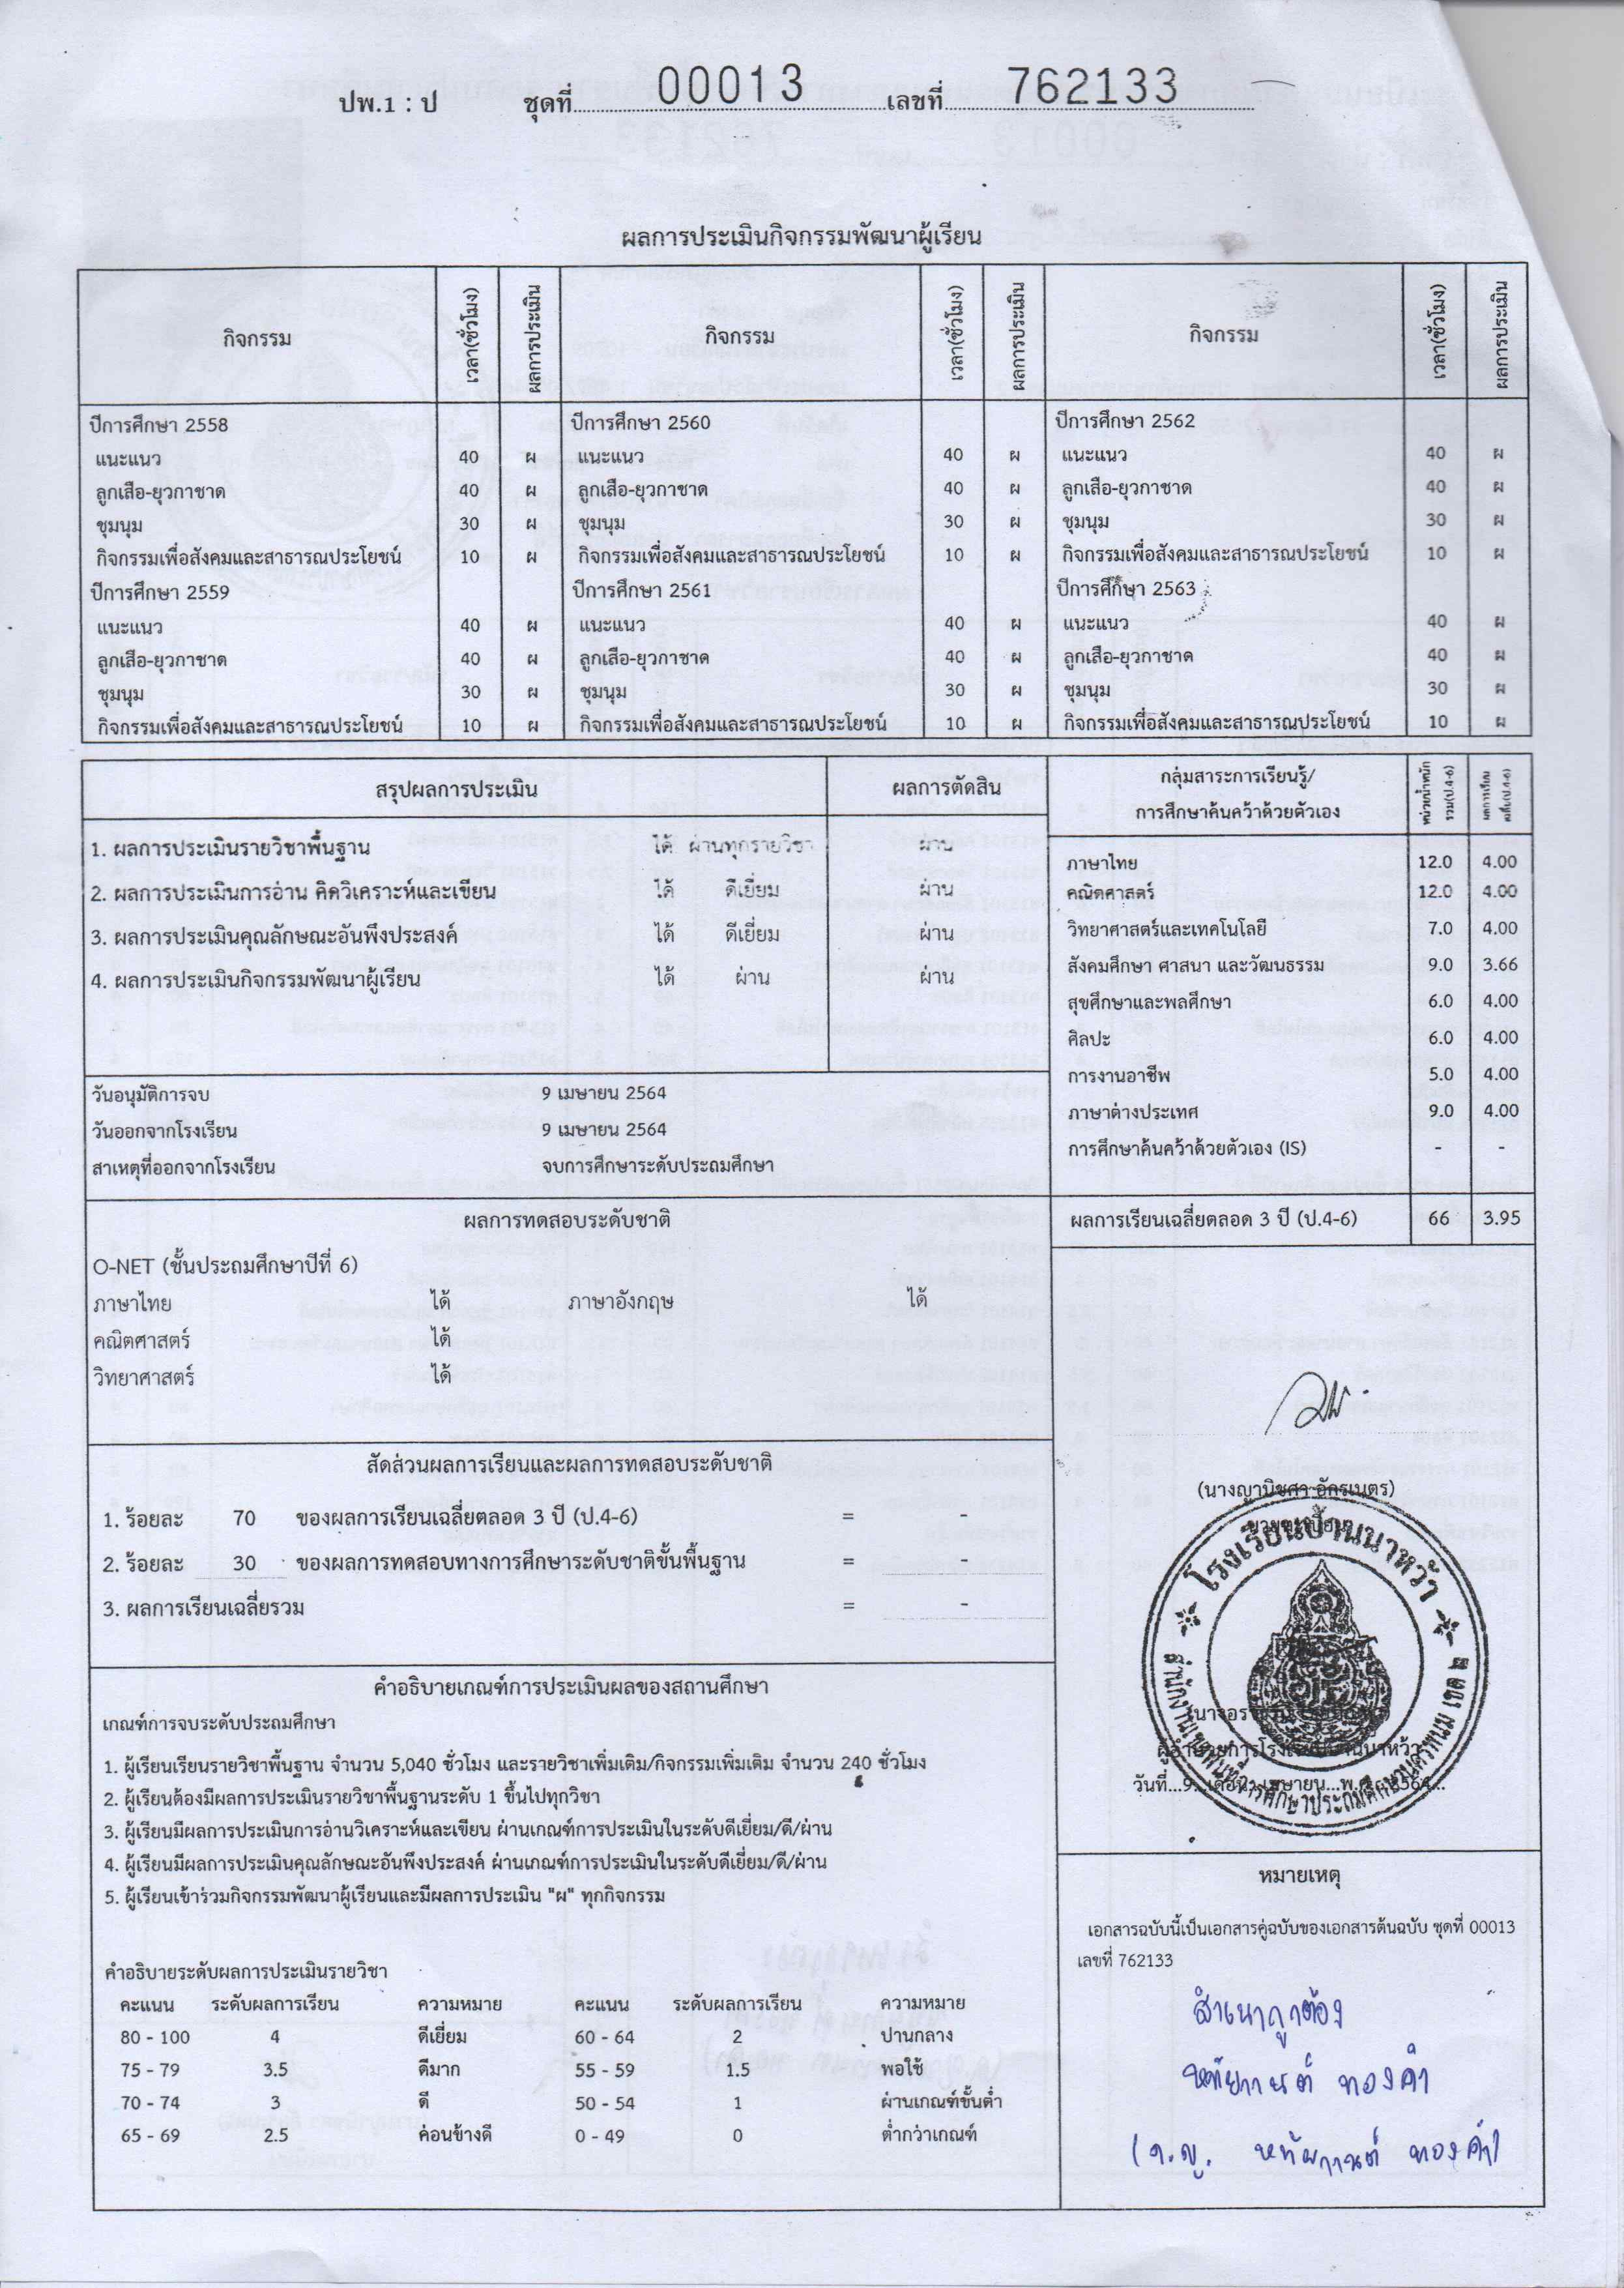 ปพ.1 : ป ชุดที่ 00013 เลขที่ 762133
ผลการประเมินกิจกรรมพัฒนาผู้เรียน
กิจกรรม เวลา(ชั่วโมง) ผลการประเมิน กิจกรรม เวลา(ชั่วโมง) ผลการประเมิน กิจกรรม เวลา(ชั่วโมง) ผลการประเมิน
ปีการศึกษา 2558 ปีการศึกษา 2560 ปีการศึกษา 2562
แนะแนว 40 ผ แนะแนว 40 ผ แนะแนว 40 ผ
ลูกเสือ-ยุวกาชาด 40 ผ ลูกเสือ-ยุวกาชาด 40 ผ ลูกเสือ-ยุวกาชาด 40 ผ
ชุมนุม 30 ผ ชุมนุม 30 ผ ชุมนุม 30 ผ
กิจกรรมเพื่อสังคมและสาธารณประโยชน์ 10 ผ กิจกรรมเพื่อสังคมและสาธารณประโยชน์ 10 ผ กิจกรรมเพื่อสังคมและสาธารณประโยชน์ 10 ผ
ปีการศึกษา 2559 ปีการศึกษา 2561 ปีการศึกษา 2563
แนะแนว 40 ผ แนะแนว 40 ผ แนะแนว 40 ผ
ลูกเสือ-ยุวกาชาด 40 ผ ลูกเสือ-ยุวกาชาด 40 ผ ลูกเสือ-ยุวกาชาด 40 ผ
ชุมนุม 30 ผ ชุมนุม 30 ผ ชุมนุม 30 ผ
กิจกรรมเพื่อสังคมและสาธารณประโยชน์ 10 ผ กิจกรรมเพื่อสังคมและสาธารณประโยชน์ 10 ผ กิจกรรมเพื่อสังคมและสาธารณประโยชน์ 10 ผ
สรุปผลการประเมิน ผลการตัดสิน
1. ผลการประเมินรายวิชาพื้นฐาน ได้ ผ่านทุกรายวิชา ผ่าน
2. ผลการประเมินการอ่าน คิดวิเคราะห์และเขียน ได้ ดีเยี่ยม ผ่าน
3. ผลการประเมินคุณลักษณะอันพึงประสงค์ ได้ ดีเยี่ยม ผ่าน
4. ผลการประเมินกิจกรรมพัฒนาผู้เรียน ได้ ผ่าน ผ่าน
วันอนุมัติการจบ 9 เมษายน 2564
วันออกจากโรงเรียน 9 เมษายน 2564
สาเหตุที่ออกจากโรงเรียน จบการศึกษาระดับประถมศึกษา
กลุ่มสาระการเรียนรู้/ หน่วยน้ำหนัก ผลการเรียน
การศึกษาค้นคว้าด้วยตัวเอง รวม(ป.4-6) เฉลี่ย(ป.4-6)
ภาษาไทย 12.0 4.00
คณิตศาสตร์ 12.0 4.00
วิทยาศาสตร์และเทคโนโลยี 7.0 4.00
สังคมศึกษา ศาสนา และวัฒนธรรม 9.0 3.66
สุขศึกษาและพลศึกษา 6.0 4.00
ศิลปะ 6.0 4.00
การงานอาชีพ 5.0 4.00
ภาษาต่างประเทศ 9.0 4.00
การศึกษาค้นคว้าด้วยตัวเอง (IS) - -
ผลการเรียนเฉลี่ยตลอด 3 ปี (ป.4-6) 66 3.95
ผลการทดสอบระดับชาติ
O-NET (ชั้นประถมศึกษาปีที่ 6)
ภาษาไทย ได้ ภาษาอังกฤษ ได้
คณิตศาสตร์ ได้
วิทยาศาสตร์ ได้
สัดส่วนผลการเรียนและผลการทดสอบระดับชาติ
1. ร้อยละ 70 ของผลการเรียนเฉลี่ยตลอด 3 ปี (ป.4-6) = -
2. ร้อยละ 30 ของผลการทดสอบทางการศึกษาระดับชาติขั้นพื้นฐาน = -
3. ผลการเรียนเฉลี่ยรวม = -
คำอธิบายเกณฑ์การประเมินผลของสถานศึกษา
เกณฑ์การจบระดับประถมศึกษา
1. ผู้เรียนเรียนรายวิชาพื้นฐาน จำนวน 5,040 ชั่วโมง และรายวิชาเพิ่มเติม/กิจกรรมเพิ่มเติม จำนวน 240 ชั่วโมง
2. ผู้เรียนต้องมีผลการประเมินรายวิชาพื้นฐานระดับ 1 ขึ้นไปทุกวิชา
3. ผู้เรียนมีผลการประเมินการอ่านวิเคราะห์และเขียน ผ่านเกณฑ์การประเมินในระดับดีเยี่ยม/ดี/ผ่าน
4. ผู้เรียนมีผลการประเมินคุณลักษณะอันพึงประสงค์ ผ่านเกณฑ์การประเมินในระดับดีเยี่ยม/ดี/ผ่าน
5. ผู้เรียนเข้าร่วมกิจกรรมพัฒนาผู้เรียนและมีผลการประเมิน "ผ" ทุกกิจกรรม
คำอธิบายระดับผลการประเมินรายวิชา
คะแนน ระดับผลการเรียน ความหมาย คะแนน ระดับผลการเรียน ความหมาย
80 - 100 4 ดีเยี่ยม 60 - 64 2 ปานกลาง
75 - 79 3.5 ดีมาก 55 - 59 1.5 พอใช้
70 - 74 3 ดี 50 - 54 1 ผ่านเกณฑ์ขั้นต่ำ
65 - 69 2.5 ค่อนข้างดี 0 - 49 0 ต่ำกว่าเกณฑ์
(นางญานิชศา อัครเนตร)
นายทะเบียน
โรงเรียนบ้านนาหว้า
สำนักงานเขตพื้นที่การศึกษาประถมศึกษานครพนม เขต ๒
ผู้อำนวยการโรงเรียนบ้านนาหว้า
วันที่...9...เดือน เมษายน...พ.ศ. 2564...
หมายเหตุ
เอกสารฉบับนี้เป็นเอกสารคู่ฉบับของเอกสารต้นฉบับ ชุดที่ 00013
เลขที่ 762133
สำเนาถูกต้อง
หทัยกานต์ ทองคำ
(ด.ญ. หทัยกานต์ ทองคำ)